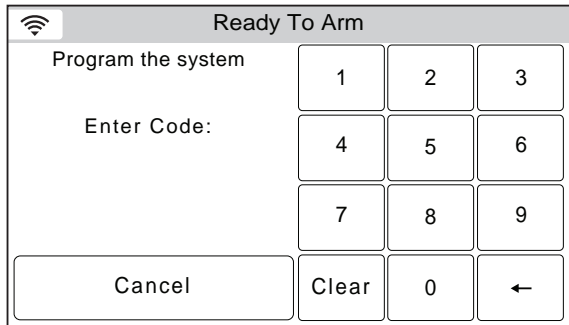 Ready To Arm
Program the system
Enter Code:
1 2 3
4 5 6
7 8 9
Cancel Clear 0 ←